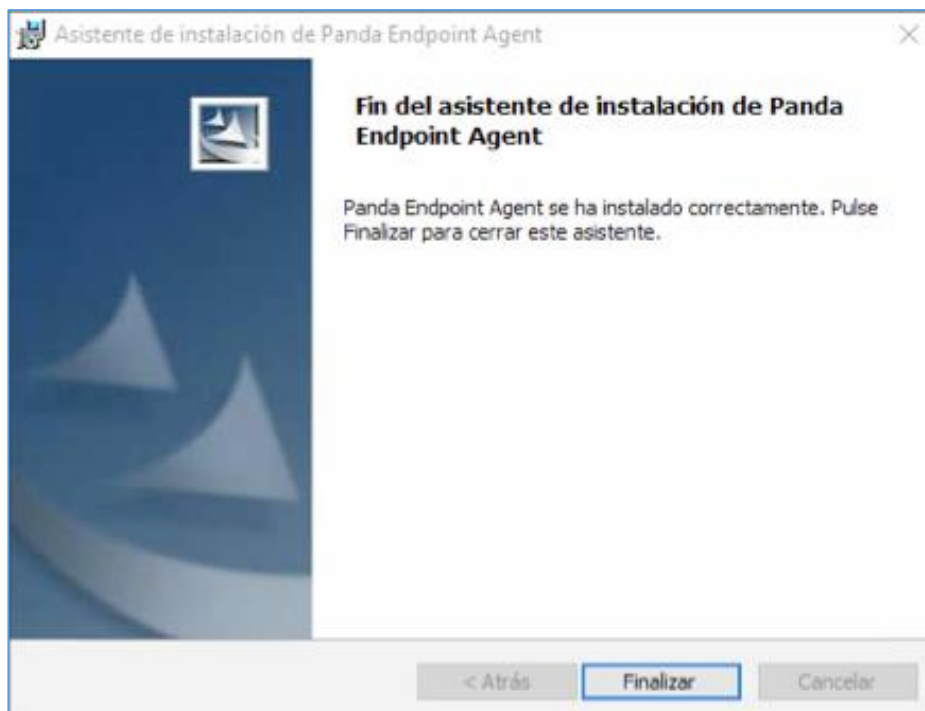 Asistente de instalación de Panda Endpoint Agent
Fin del asistente de instalación de Panda
Endpoint Agent
Panda Endpoint Agent se ha instalado correctamente. Pulse
Finalizar para cerrar este asistente.
< Atrás
Finalizar
Cancelar